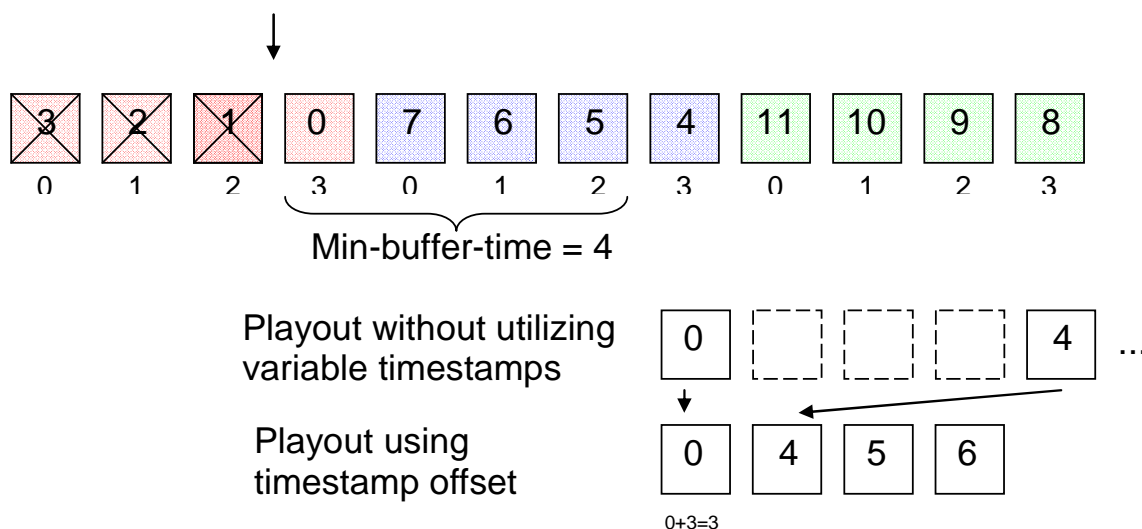 3 2 1 0 7 6 5 4 11 10 9 8
0 1 2 3 0 1 2 3 0 1 2 3
Min-buffer-time = 4
Playout without utilizing
variable timestamps
0 4 ...
Playout using
timestamp offset
0 4 5 6
0+3=3